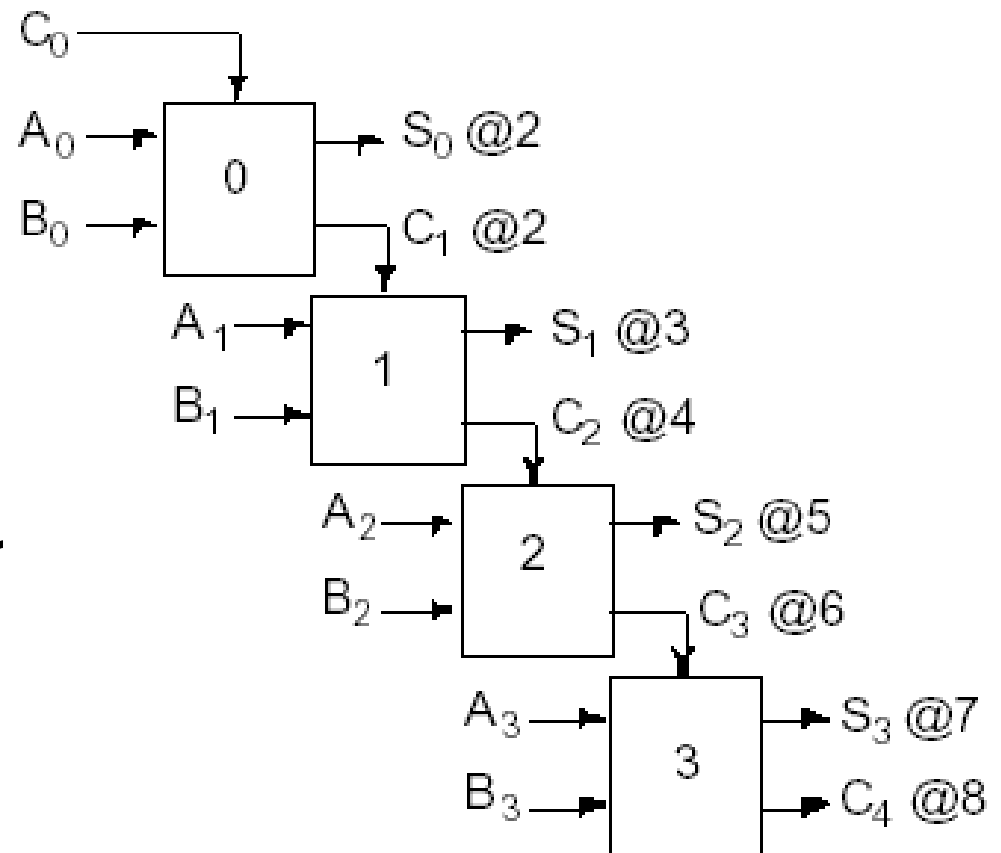 C₀
A₀
0
S₀ @2
B₀
C₁ @2
A₁
1
S₁ @3
B₁
C₂ @4
A₂
2
S₂ @5
B₂
C₃ @6
A₃
3
S₃ @7
B₃
C₄ @8